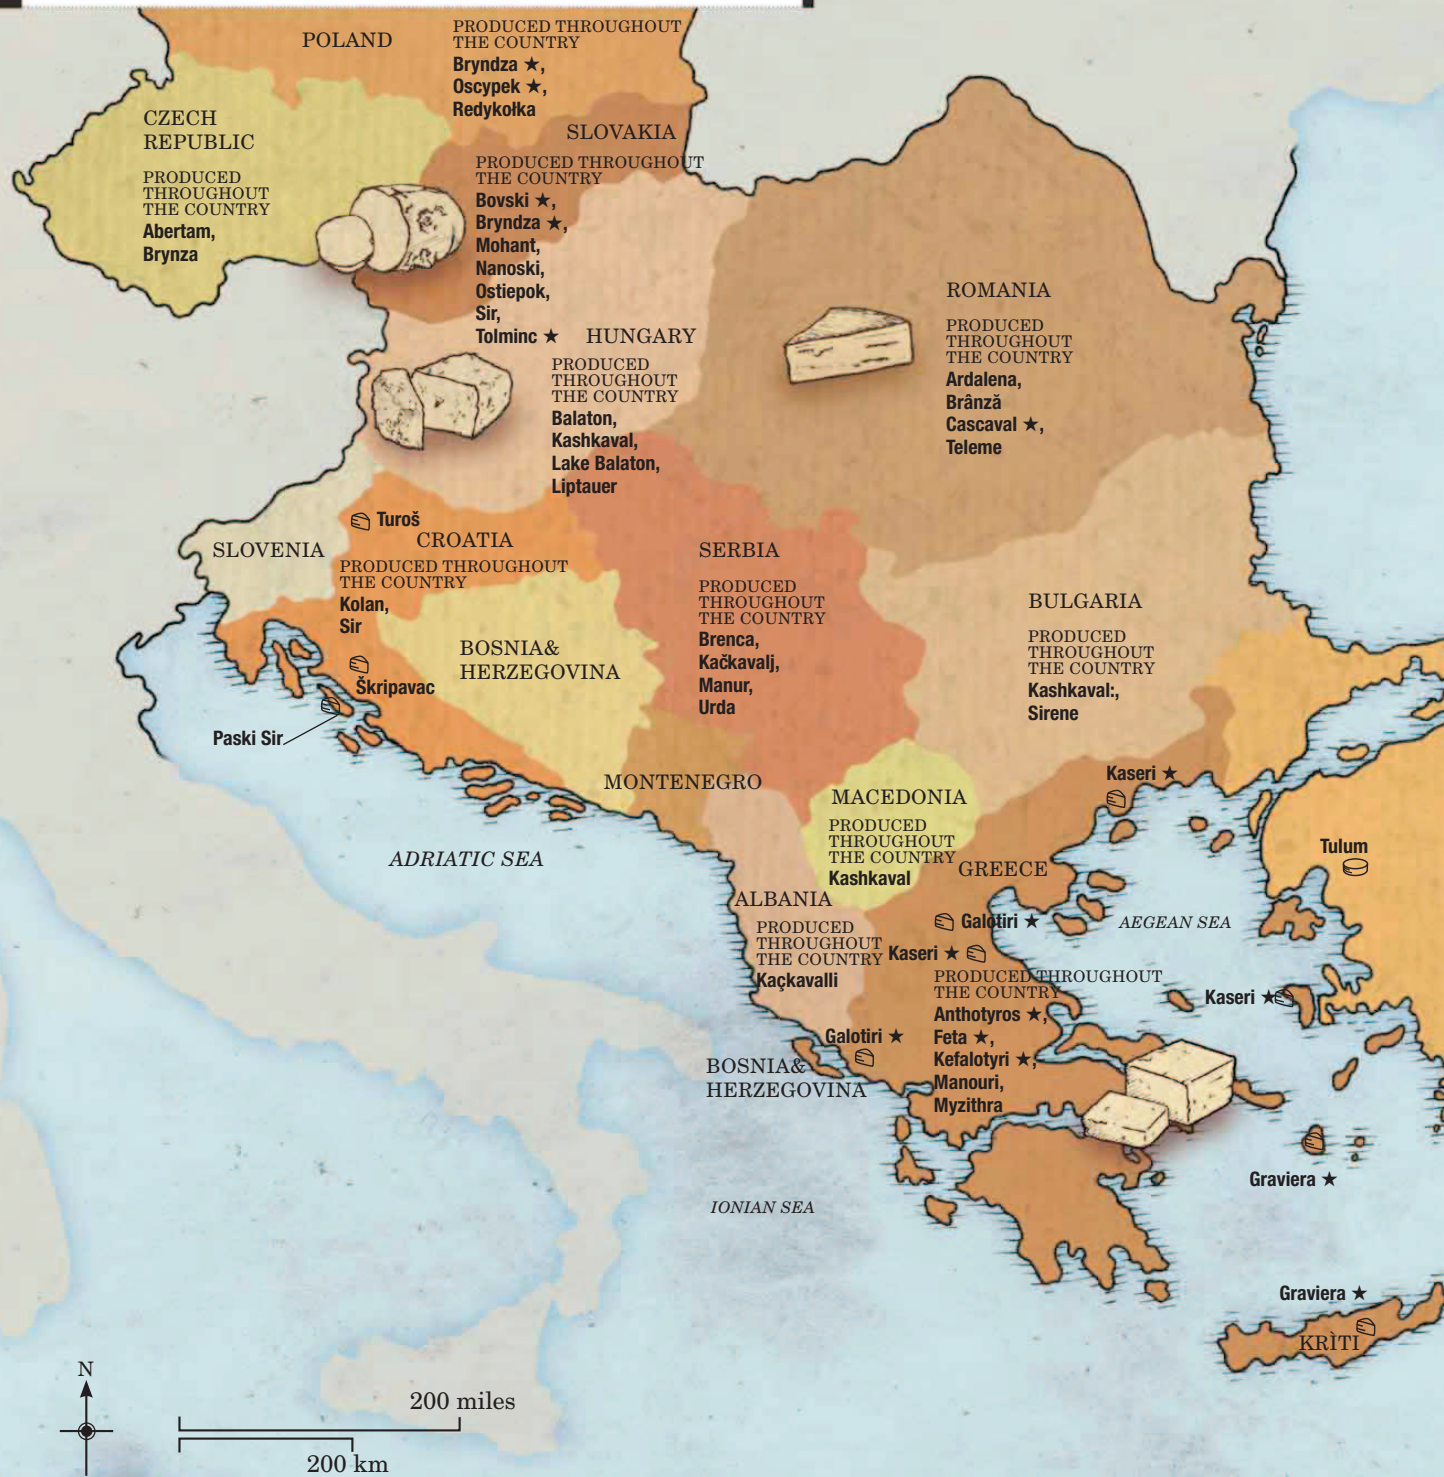 POLAND
PRODUCED THROUGHOUT
THE COUNTRY
Bryndza ★,
Oscypek ★,
Redykołka
CZECH
REPUBLIC
PRODUCED
THROUGHOUT
THE COUNTRY
Abertam,
Brynza
SLOVAKIA
PRODUCED THROUGHOUT
THE COUNTRY
Bovski ★,
Bryndza ★,
Mohant,
Nanoski,
Ostiepok,
Sir,
Tolminc ★
HUNGARY
PRODUCED
THROUGHOUT
THE COUNTRY
Balaton,
Kashkaval,
Lake Balaton,
Liptauer
ROMANIA
PRODUCED
THROUGHOUT
THE COUNTRY
Ardalena,
Brânză
Cascaval ★,
Teleme
SLOVENIA
Turoš
CROATIA
PRODUCED THROUGHOUT
THE COUNTRY
Kolan,
Sir
Škripavac
Paski Sir
BOSNIA&
HERZEGOVINA
SERBIA
PRODUCED
THROUGHOUT
THE COUNTRY
Brenca,
Kačkavalj,
Manur,
Urda
BULGARIA
PRODUCED
THROUGHOUT
THE COUNTRY
Kashkaval:,
Sirene
MONTENEGRO
MACEDONIA
PRODUCED
THROUGHOUT
THE COUNTRY
Kashkaval
Kaseri ★
Tulum
ADRIATIC SEA
GREECE
ALBANIA
PRODUCED
THROUGHOUT
THE COUNTRY
Kaçkavalli
Galotiri ★
AEGEAN SEA
Kaseri ★
PRODUCED THROUGHOUT
THE COUNTRY
Anthotyros ★,
Feta ★,
Kefalotyri ★,
Manouri,
Myzithra
Kaseri ★
Galotiri ★
BOSNIA&
HERZEGOVINA
Graviera ★
IONIAN SEA
Graviera ★
KRÌTI
N
200 miles
200 km